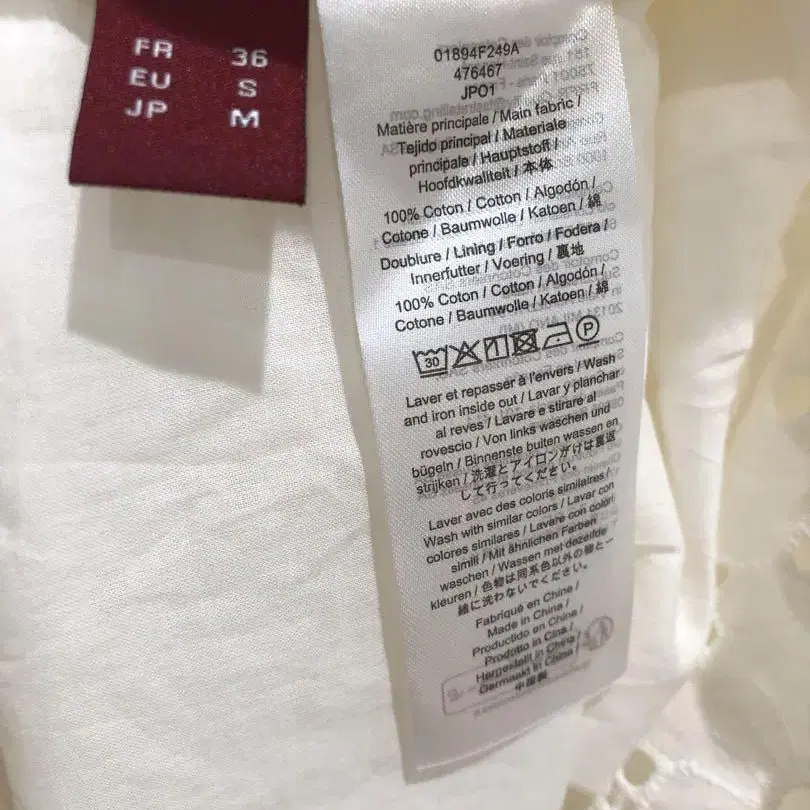 FR 36
EU S
JP M
01894F249A
476467
JPO1
Matière principale / Main fabric /
Tejido principal / Materiale
principale / Hauptstoff /
Hoofdkwaliteit / 本体
100% Coton / Cotton / Algodón /
Cotone / Baumwolle / Katoen / 綿
Doublure / Lining / Forro / Fodera /
Innerfutter / Voering / 裏地
100% Coton / Cotton / Algodón /
Cotone / Baumwolle / Katoen / 綿
30
P
Laver et repasser à l'envers / Wash
and iron inside out / Lavar y planchar
al reves / Lavare e stirare al
rovescio / Von links waschen und
bügeln / Binnenste buiten wassen en
strijken / 洗濯とアイロンがけは裏返
して行ってください。
Laver avec des coloris similaires /
Wash with similar colors / Lavar con
colores similares / Lavare con colori
simili / Mit ähnlichen Farben
waschen / Wassen met dezelfde
kleuren / 色物は同系色以外の物と一
緒に洗わないでください。
Fabriqué en Chine /
Made in China /
Producido en China /
Prodotto in Cina /
Hergestellt in China /
Gemaakt in China /
中国製